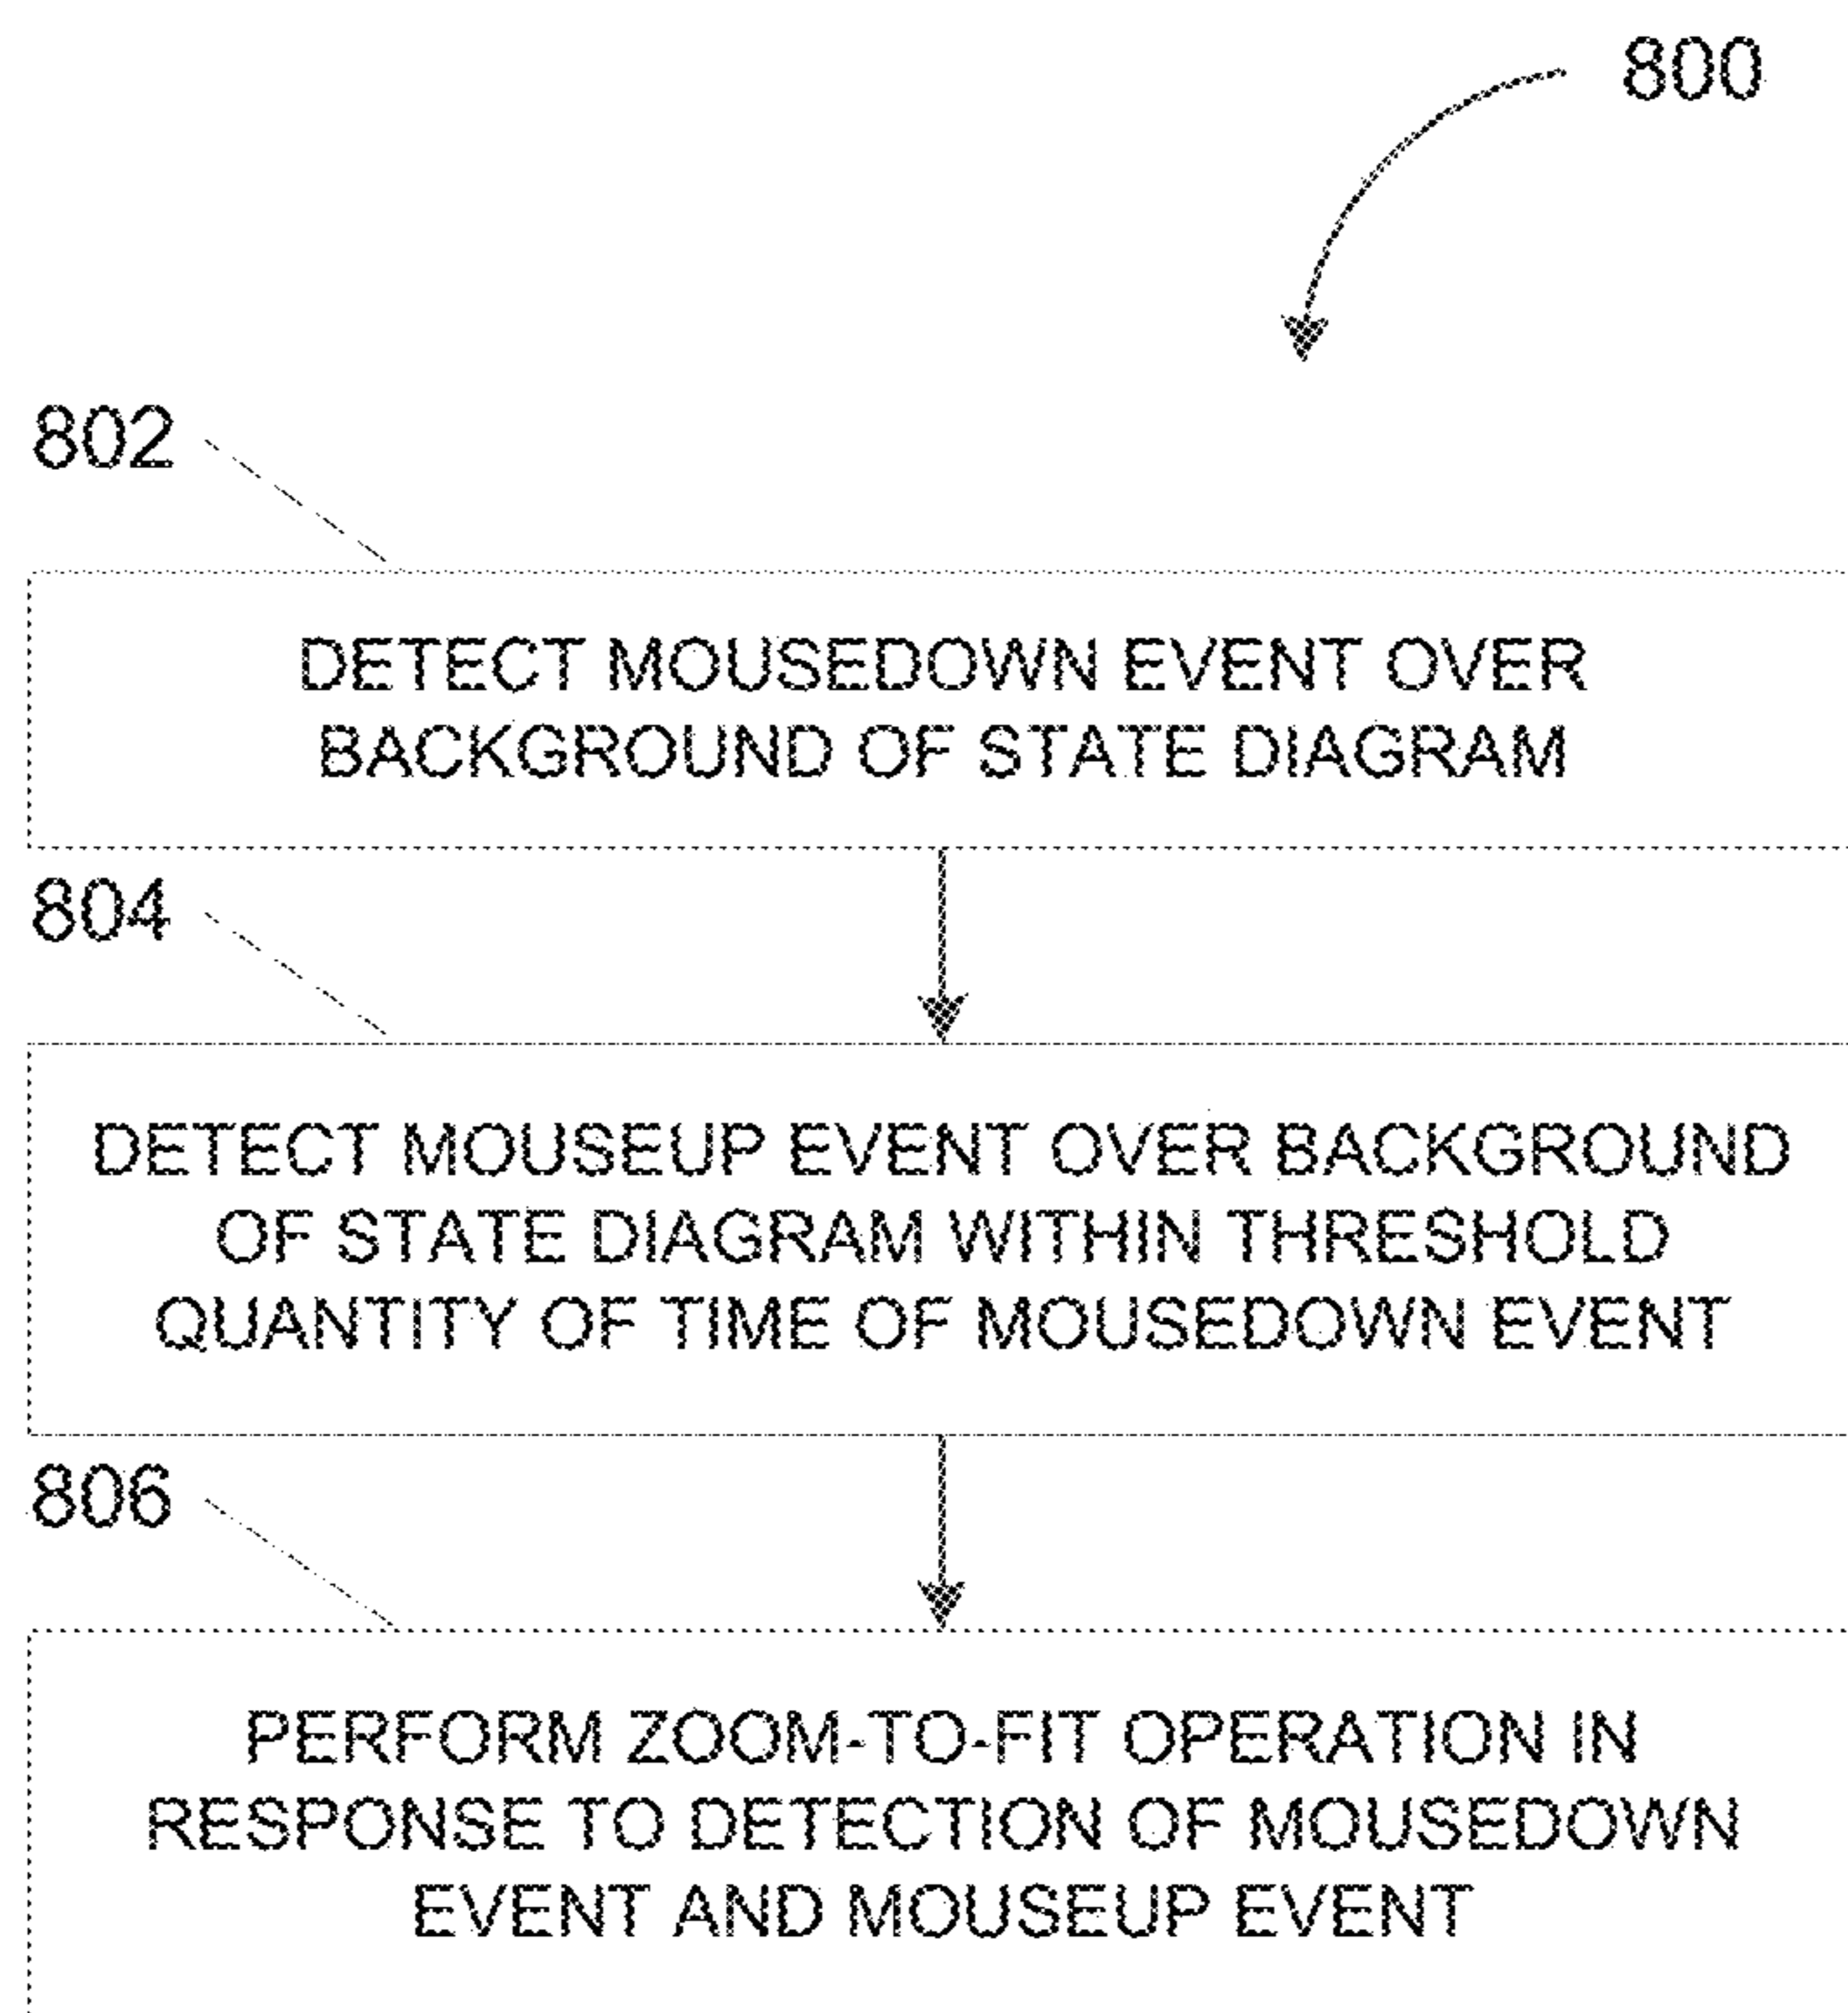 800
802
DETECT MOUSEDOWN EVENT OVER
BACKGROUND OF STATE DIAGRAM
804
DETECT MOUSEUP EVENT OVER BACKGROUND
OF STATE DIAGRAM WITHIN THRESHOLD
QUANTITY OF TIME OF MOUSEDOWN EVENT
806
PERFORM ZOOM-TO-FIT OPERATION IN
RESPONSE TO DETECTION OF MOUSEDOWN
EVENT AND MOUSEUP EVENT